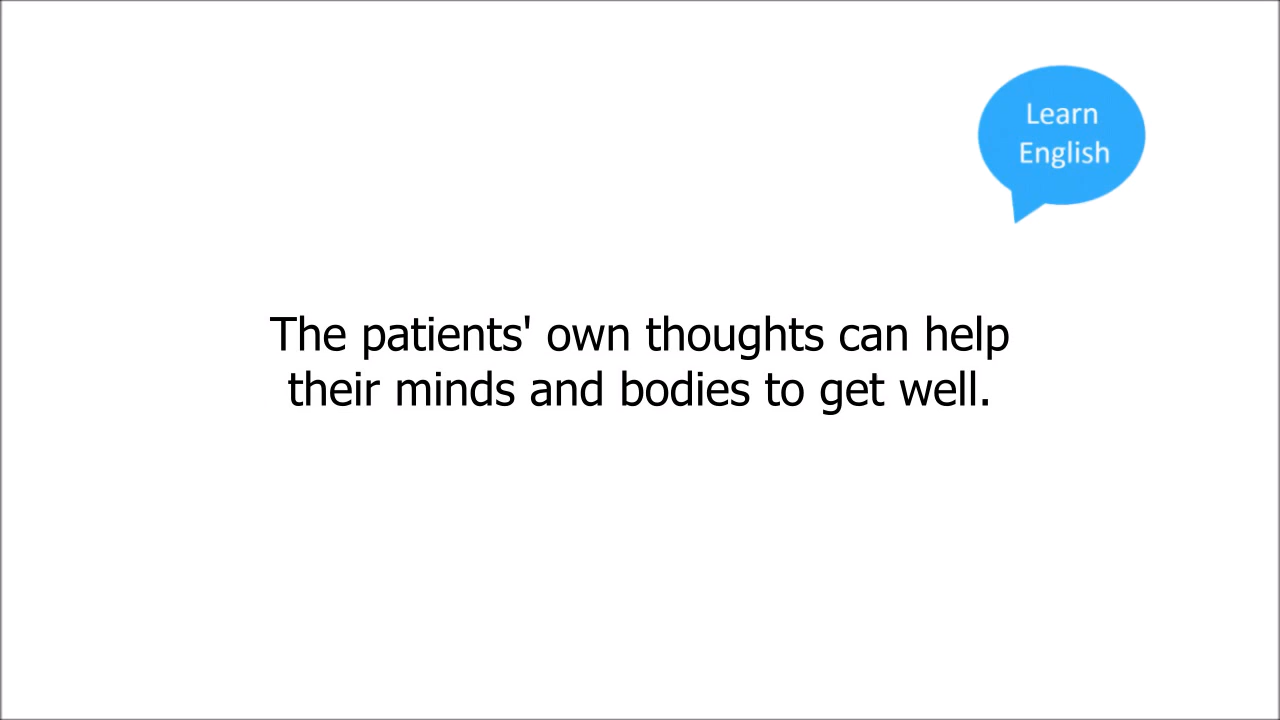 Learn
English
The patients' own thoughts can help
their minds and bodies to get well.